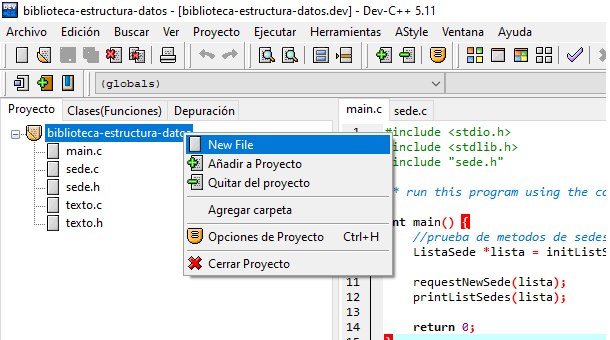 biblioteca-estructura-datos - [biblioteca-estructura-datos.dev] - Dev-C++ 5.11
Archivo Edición Buscar Ver Proyecto Ejecutar Herramientas AStyle Ventana Ayuda
(globals)
Proyecto Clases(Funciones) Depuración
main.c sede.c
biblioteca-estructura-datos
main.c
sede.c
sede.h
texto.c
texto.h
New File
Añadir a Proyecto
Quitar del proyecto
Agregar carpeta
Opciones de Proyecto Ctrl+H
Cerrar Proyecto
1 #include <stdio.h>
#include <stdlib.h>
#include "sede.h"
* run this program using the
nt main() {
//prueba de metodos de sedes
ListaSede *lista = initListS
11 requestNewSede(lista);
12 printListSedes(lista);
13
14 return 0;
15 }